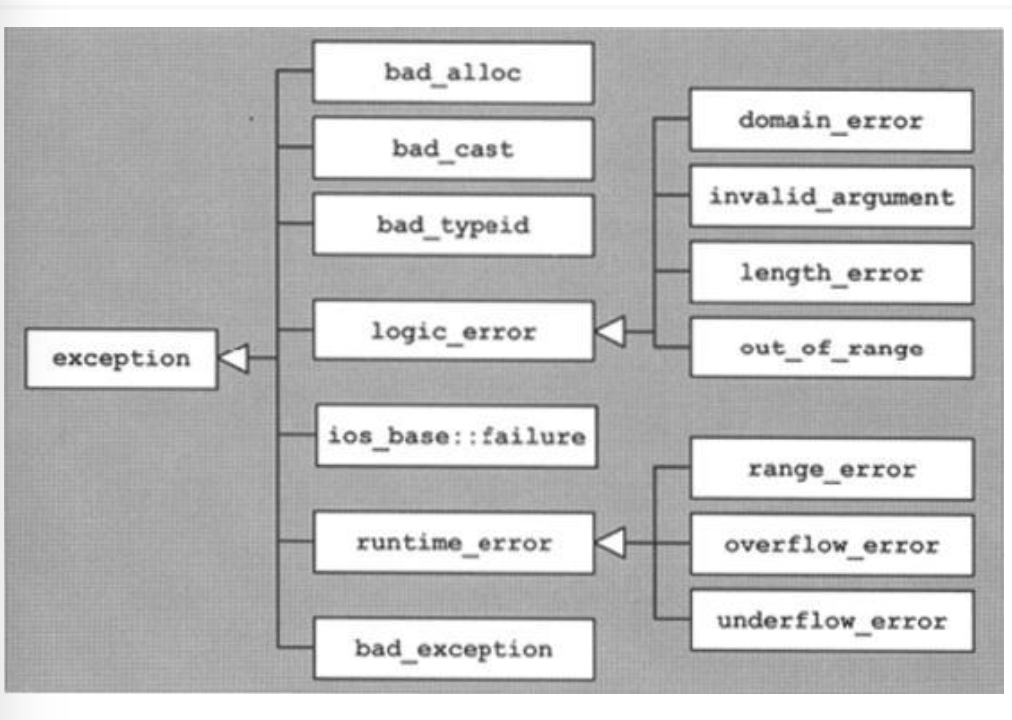 exception
bad_alloc
bad_cast
bad_typeid
logic_error
ios_base::failure
runtime_error
bad_exception
domain_error
invalid_argument
length_error
out_of_range
range_error
overflow_error
underflow_error